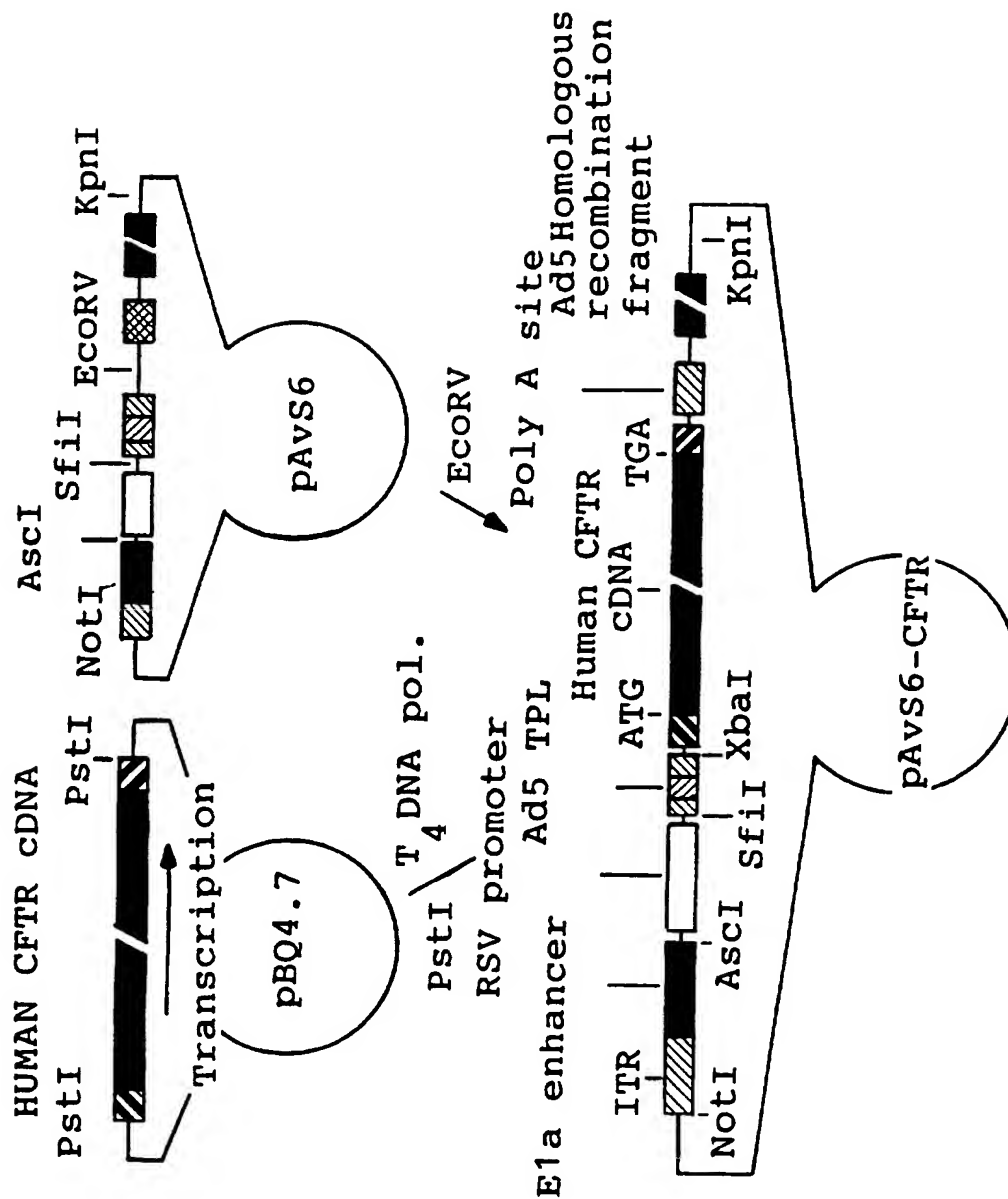 HUMAN CFTR cDNA
PstI
PstI
Transcription
pBQ4.7
AscI
NotI
SfiI
EcoRV
KpnI
pAvS6
PstI
T4 DNA pol.
EcoRV
E1a enhancer
RSV promoter
Ad5 TPL
Poly A site
Ad5 Homologous
recombination
fragment
Human CFTR
cDNA
ITR
ATG
TGA
NotI
AscI
SfiI
XbaI
KpnI
pAvS6-CFTR